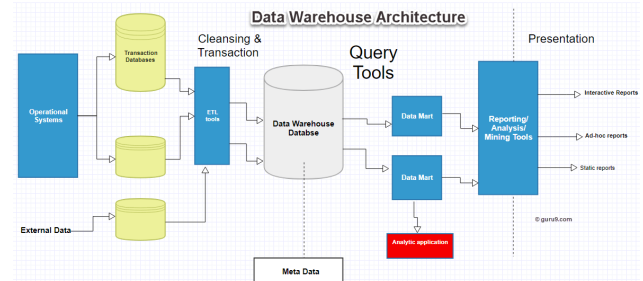 Data Warehouse Architecture
Cleansing &
Transaction
Query
Tools
Presentation
Transaction
Databases
Operational
Systems
ETL
tools
Data Warehouse
Databse
Data Mart
Data Mart
Reporting/
Analysis/
Mining Tools
Interactive Reports
Ad-hoc reports
Static reports
© guru9.com
External Data
Analytic application
Meta Data